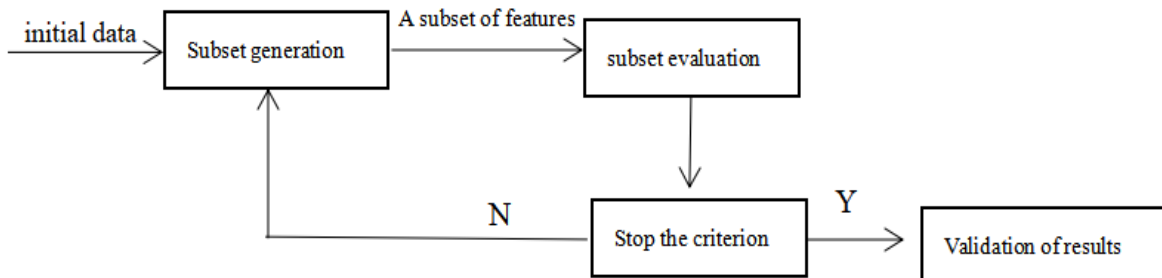 initial data
Subset generation
A subset of features
subset evaluation
N
Stop the criterion
Y
Validation of results